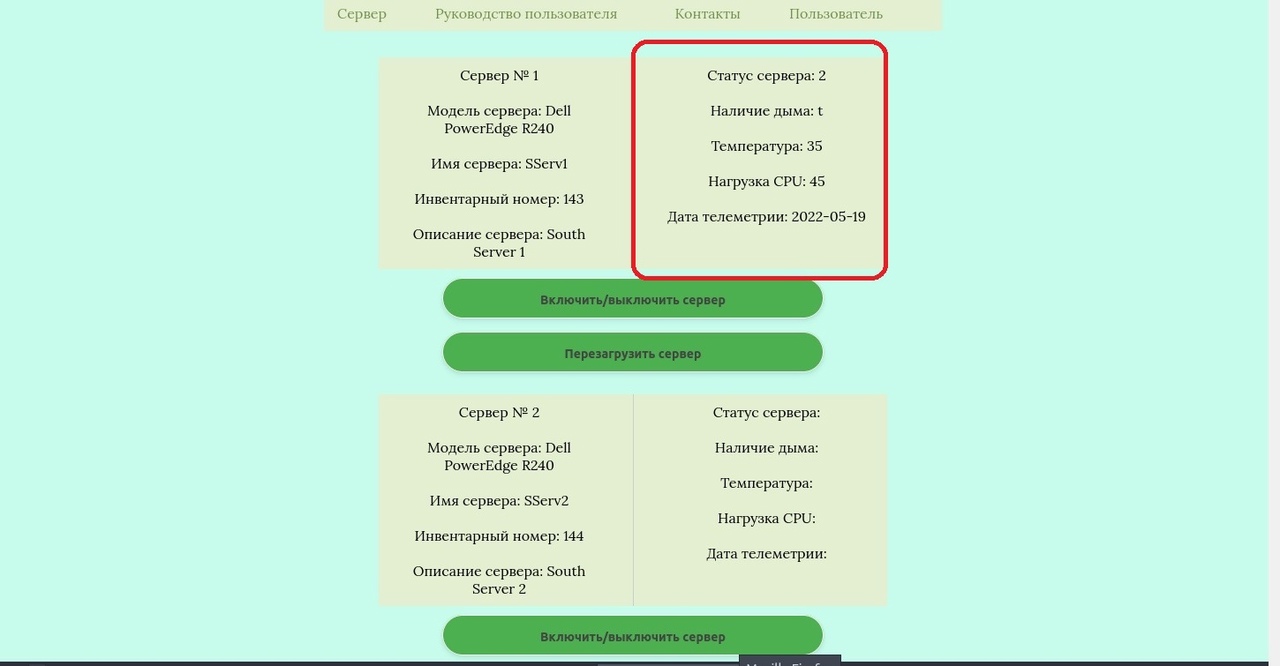 Сервер Руководство пользователя Контакты Пользователь
Сервер № 1
Модель сервера: Dell
PowerEdge R240
Имя сервера: SServ1
Инвентарный номер: 143
Описание сервера: South
Server 1
Статус сервера: 2
Наличие дыма: t
Температура: 35
Нагрузка CPU: 45
Дата телеметрии: 2022-05-19
Включить/выключить сервер
Перезагрузить сервер
Сервер № 2
Модель сервера: Dell
PowerEdge R240
Имя сервера: SServ2
Инвентарный номер: 144
Описание сервера: South
Server 2
Статус сервера:
Наличие дыма:
Температура:
Нагрузка CPU:
Дата телеметрии:
Включить/выключить сервер